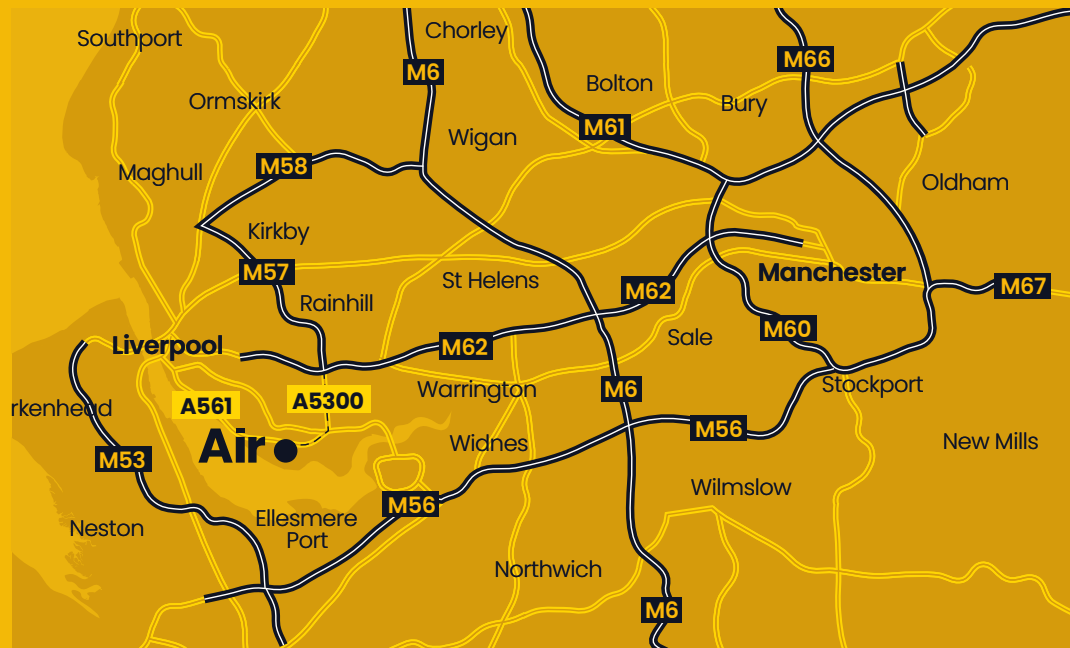 Southport
Chorley
M6
M66
Bolton
Bury
Ormskirk
Wigan
M61
M58
Maghull
Oldham
Kirkby
M57
St Helens
Manchester
M62
M67
Rainhill
Liverpool
M62
Sale
M60
rkenhead
A561
A5300
Warrington
M6
Stockport
Air
Widnes
M56
New Mills
M53
M56
Wilmslow
Neston
Ellesmere
Port
Northwich
M6